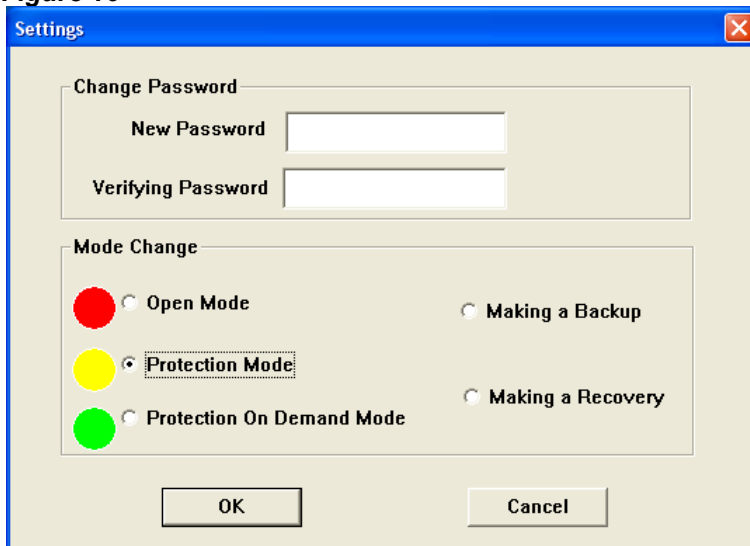 Settings
Change Password
New Password
Verifying Password
Mode Change
Open Mode
Making a Backup
Protection Mode
Making a Recovery
Protection On Demand Mode
OK Cancel